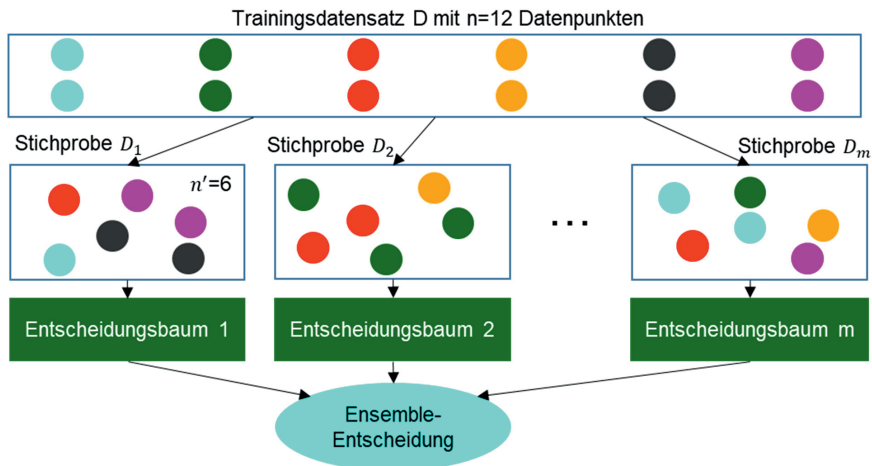 Trainingsdatensatz D mit n=12 Datenpunkten
Stichprobe D₁
Stichprobe D₂
Stichprobe Dₘ
n'=6
...
Entscheidungsbaum 1
Entscheidungsbaum 2
Entscheidungsbaum m
Ensemble-
Entscheidung